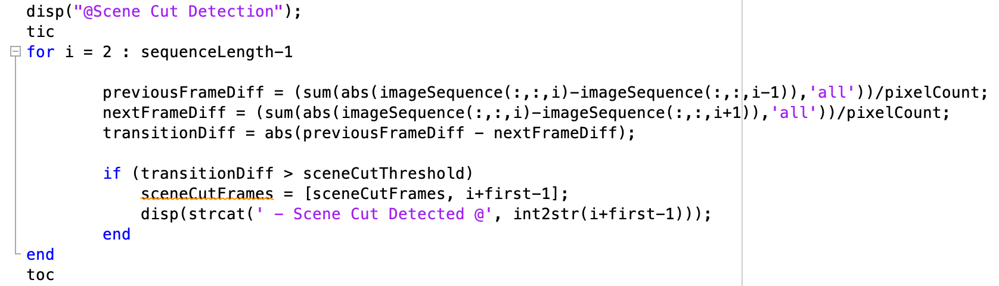 disp("@Scene Cut Detection");
tic
for i = 2 : sequenceLength-1
previousFrameDiff = (sum(abs(imageSequence(:,:,i)-imageSequence(:,:,i-1)),'all'))/pixelCount;
nextFrameDiff = (sum(abs(imageSequence(:,:,i)-imageSequence(:,:,i+1)),'all'))/pixelCount;
transitionDiff = abs(previousFrameDiff - nextFrameDiff);
if (transitionDiff > sceneCutThreshold)
sceneCutFrames = [sceneCutFrames, i+first-1];
disp(strcat(' - Scene Cut Detected @', int2str(i+first-1)));
end
end
toc